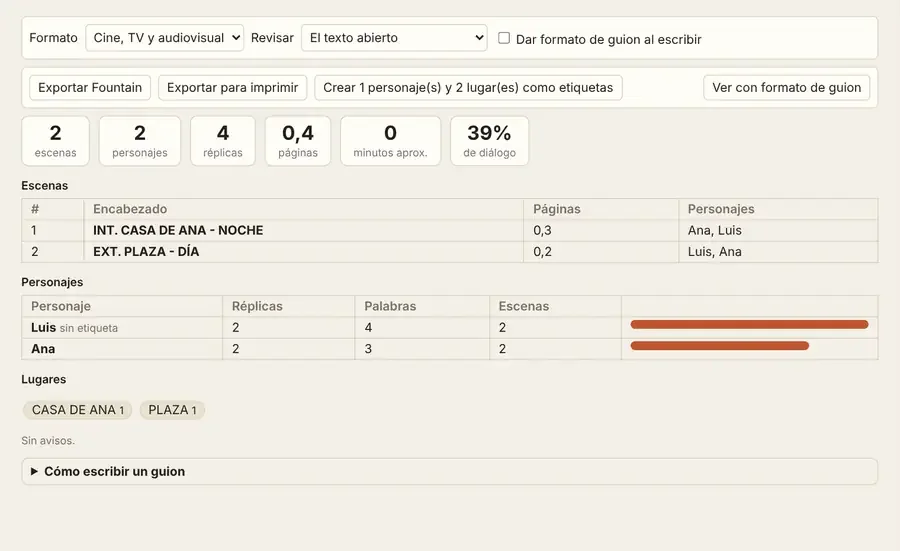 Formato Cine, TV y audiovisual Revisar El texto abierto Dar formato de guion al escribir
Exportar Fountain Exportar para imprimir Crear 1 personaje(s) y 2 lugar(es) como etiquetas Ver con formato de guion
2 2 4 0,4 0 39%
escenas personajes réplicas páginas minutos aprox. de diálogo
Escenas
# Encabezado Páginas Personajes
1 INT. CASA DE ANA - NOCHE 0,3 Ana, Luis
2 EXT. PLAZA - DÍA 0,2 Luis, Ana
Personajes
Personaje Réplicas Palabras Escenas
Luis sin etiqueta 2 4 2
Ana 2 3 2
Lugares
CASA DE ANA 1 PLAZA 1
Sin avisos.
Cómo escribir un guion